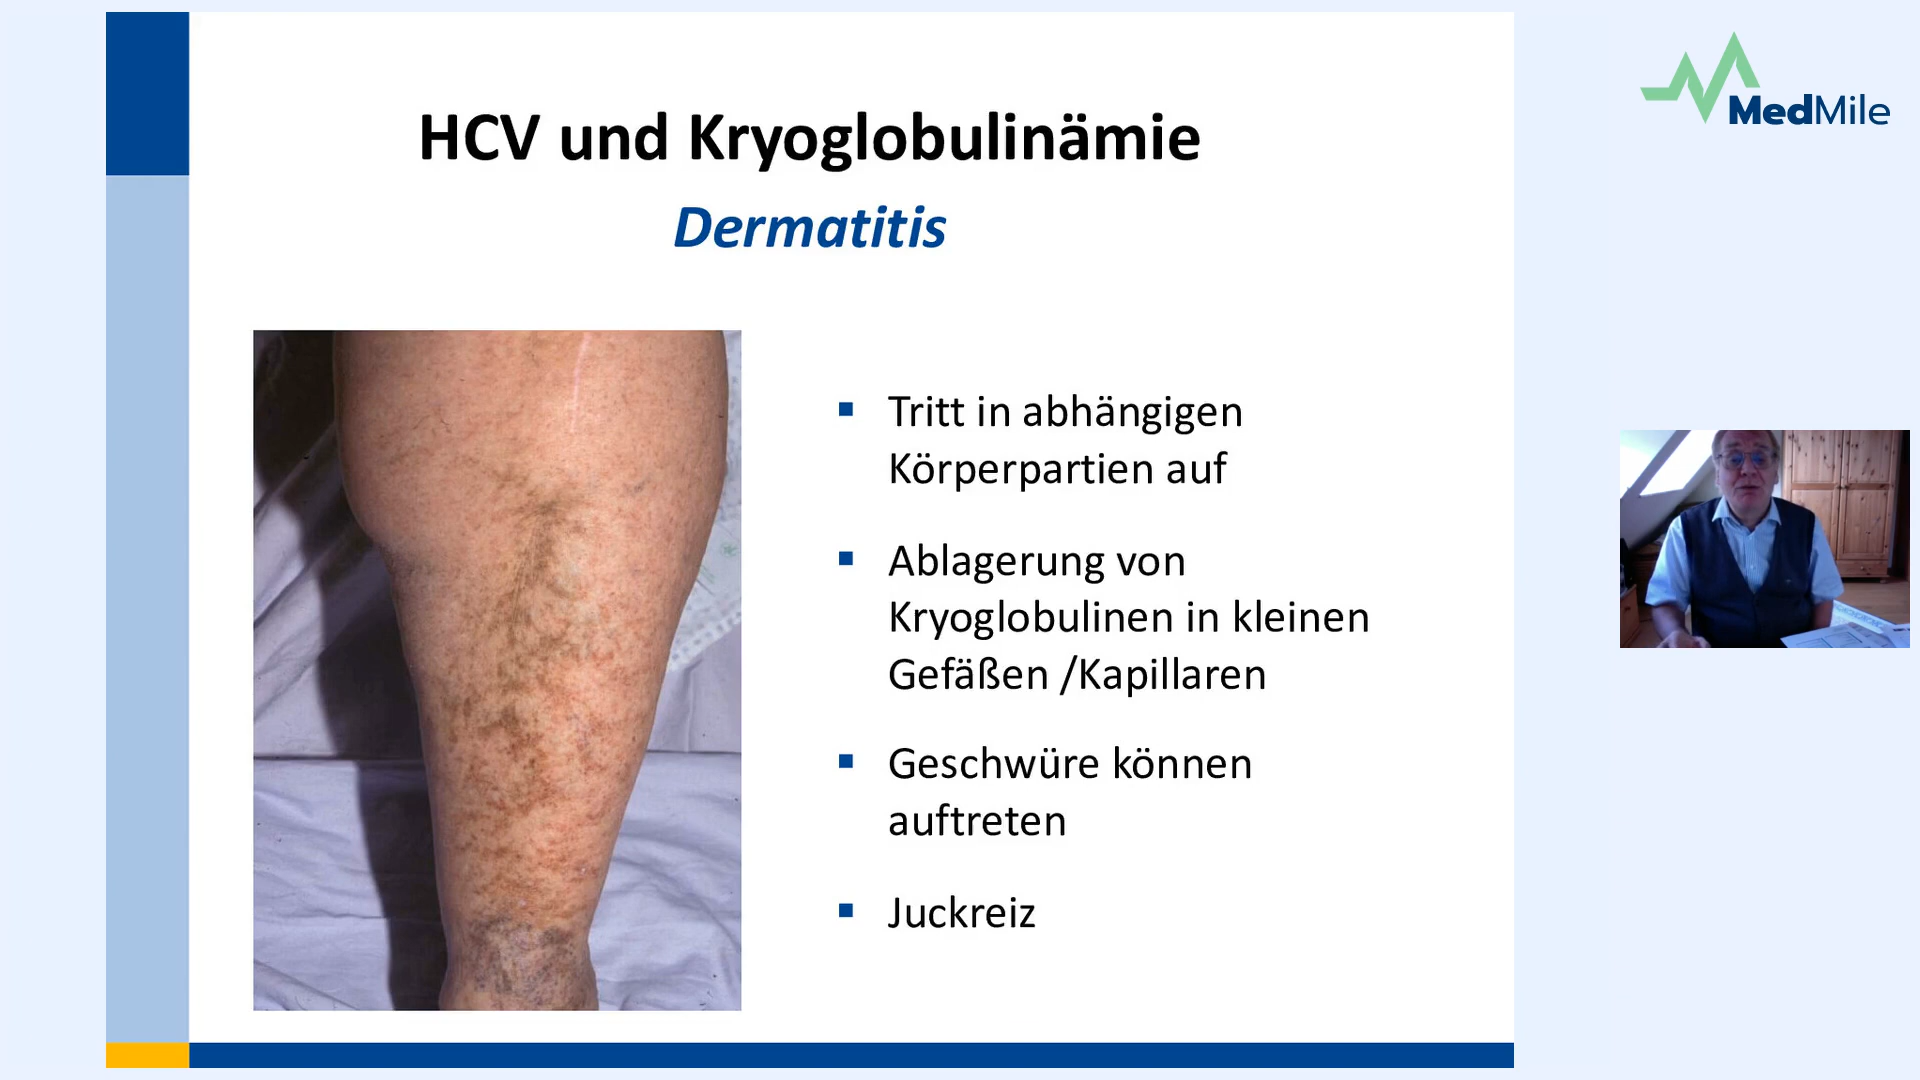 HCV und Kryoglobulinämie
Dermatitis
▪ Tritt in abhängigen
Körperpartien auf
▪ Ablagerung von
Kryoglobulinen in kleinen
Gefäßen /Kapillaren
▪ Geschwüre können
auftreten
▪ Juckreiz
MedMile